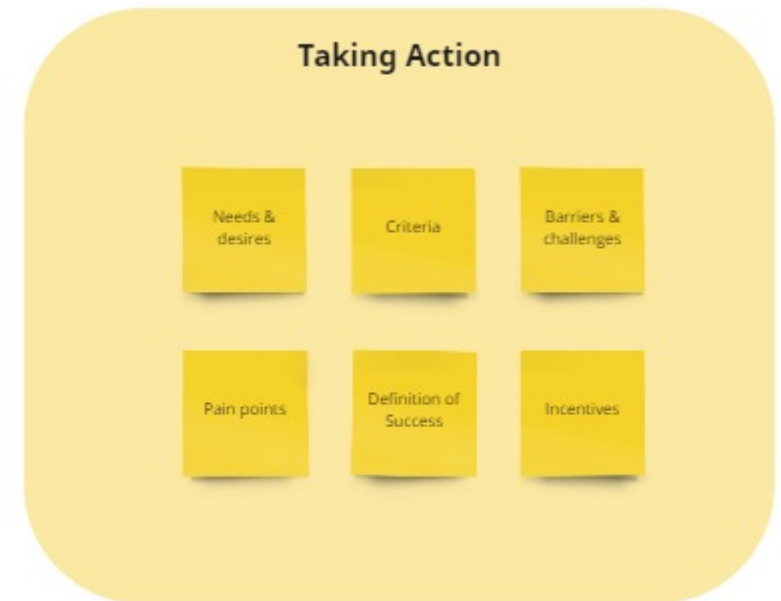 Taking Action
Needs &
desires
Criteria
Barriers &
challenges
Pain points
Definition of
Success
Incentives